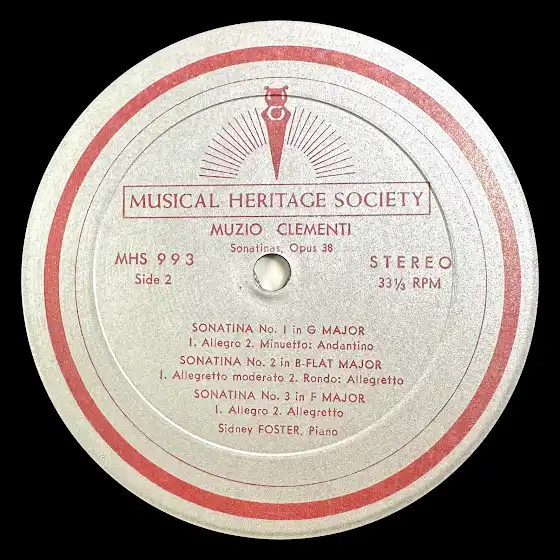 MUSICAL HERITAGE SOCIETY
MUZIO CLEMENTI
Sonatinas, Opus 38
MHS 993
Side 2
STEREO
33⅓ RPM
SONATINA No. 1 in G MAJOR
1. Allegro 2. Minuetto: Andantino
SONATINA No. 2 in B-FLAT MAJOR
1. Allegretto moderato 2. Rondo: Allegretto
SONATINA No. 3 in F MAJOR
1. Allegro 2. Allegretto
Sidney FOSTER, Piano